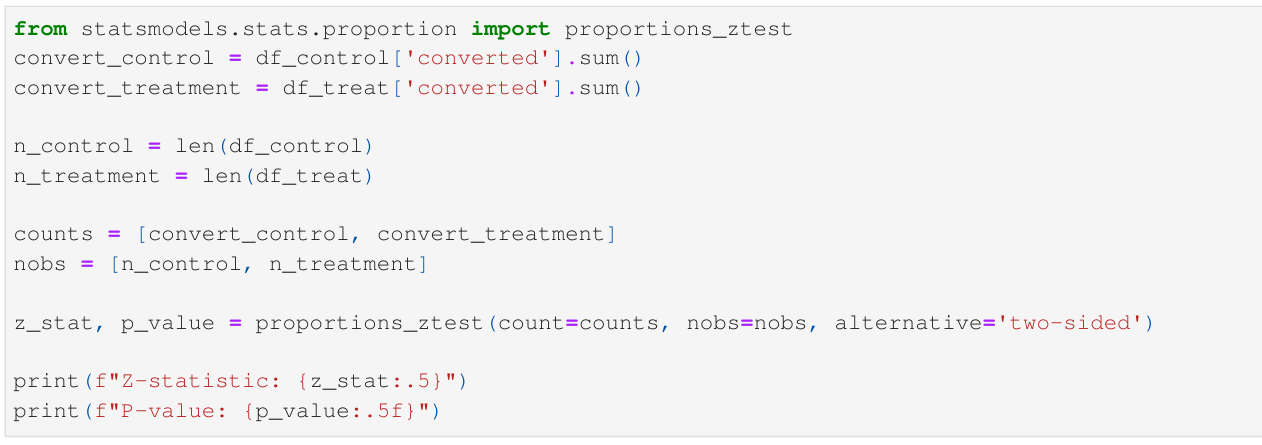 from statsmodels.stats.proportion import proportions_ztest
convert_control = df_control['converted'].sum()
convert_treatment = df_treat['converted'].sum()

n_control = len(df_control)
n_treatment = len(df_treat)

counts = [convert_control, convert_treatment]
nobs = [n_control, n_treatment]

z_stat, p_value = proportions_ztest(count=counts, nobs=nobs, alternative='two-sided')

print(f"Z-statistic: {z_stat:.5}")
print(f"P-value: {p_value:.5f}")